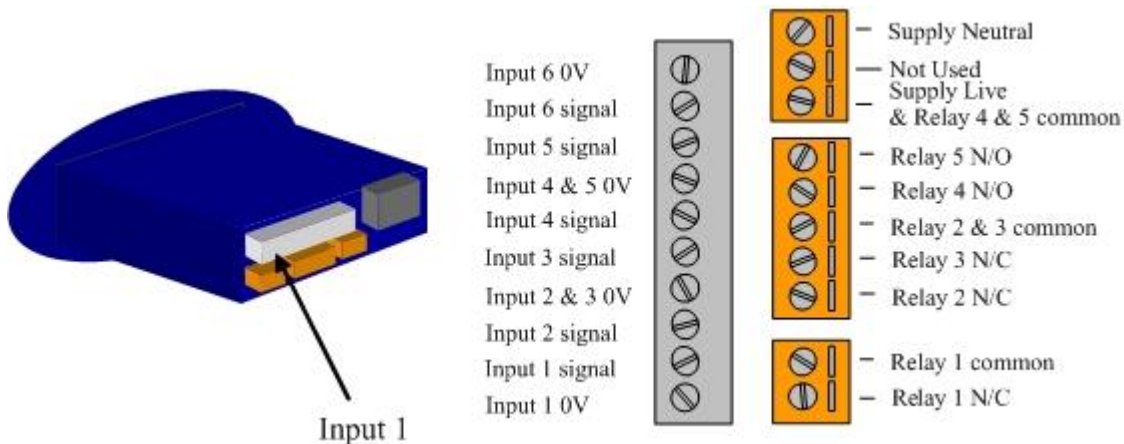 Input 6 0V
Input 6 signal
Input 5 signal
Input 4 & 5 0V
Input 4 signal
Input 3 signal
Input 2 & 3 0V
Input 2 signal
Input 1 signal
Input 1 0V
Supply Neutral
Not Used
Supply Live
& Relay 4 & 5 common
Relay 5 N/O
Relay 4 N/O
Relay 2 & 3 common
Relay 3 N/C
Relay 2 N/C
Relay 1 common
Relay 1 N/C
Input 1